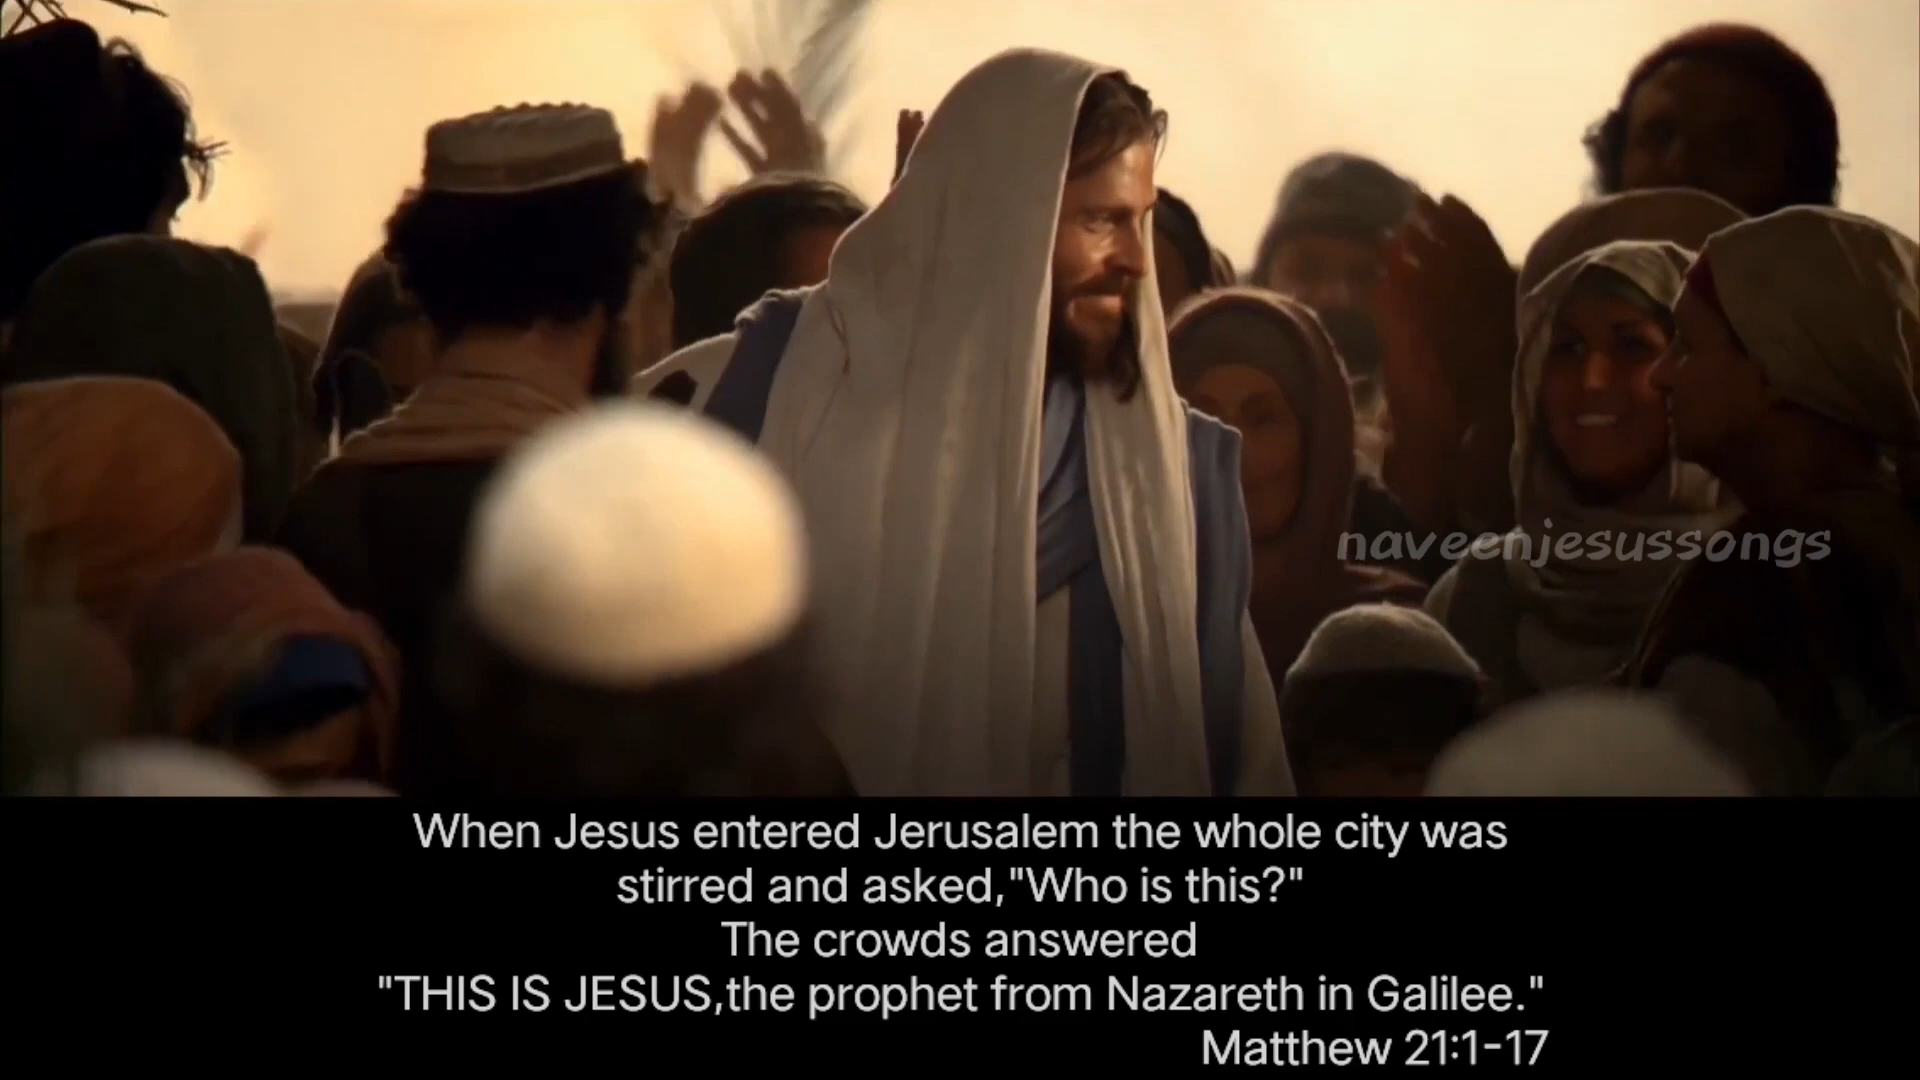 naveenjesussongs
When Jesus entered Jerusalem the whole city was
stirred and asked,"Who is this?"
The crowds answered
"THIS IS JESUS,the prophet from Nazareth in Galilee."
Matthew 21:1-17